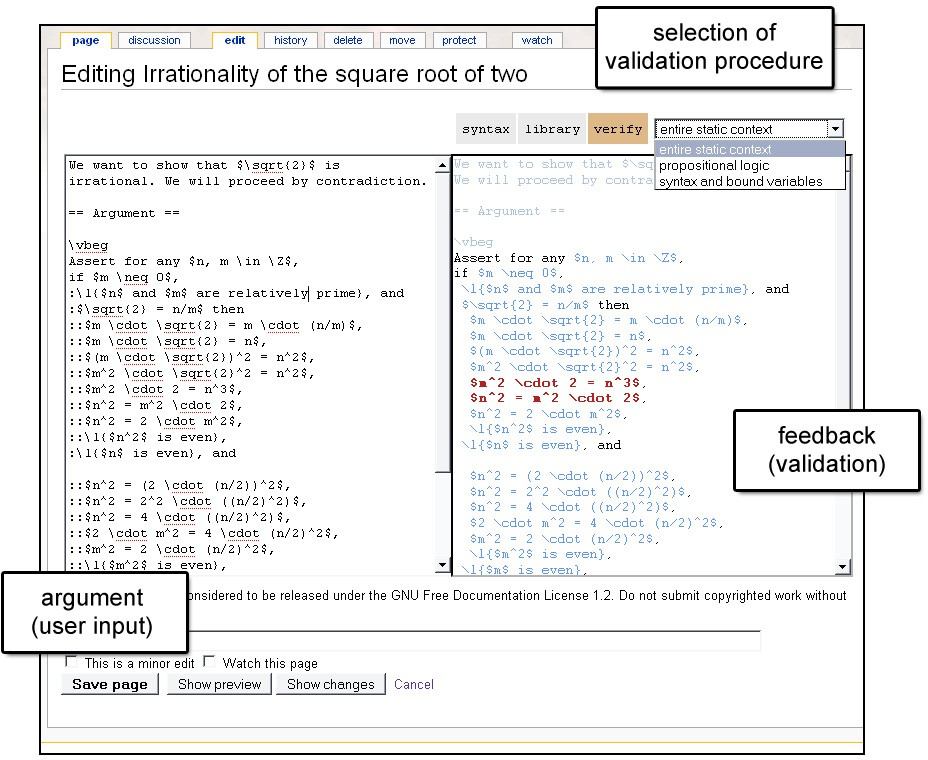 page discussion edit history delete move protect watch
selection of
validation procedure
Editing Irrationality of the square root of two
syntax library verify entire static context
entire static context
propositional logic
syntax and bound variables
We want to show that $\sqrt{2}$ is
irrational. We will proceed by contradiction.
== Argument ==
\vbeg
Assert for any $n, m \in \Z$,
if $m \neq 0$,
:\l{$n$ and $m$ are relatively prime}, and
:$\sqrt{2} = n/m$ then
::$m \cdot \sqrt{2} = m \cdot (n/m)$,
::$m \cdot \sqrt{2} = n$,
::$(m \cdot \sqrt{2})^2 = n^2$,
::$m^2 \cdot \sqrt{2}^2 = n^2$,
::$m^2 \cdot 2 = n^3$,
::$n^2 = m^2 \cdot 2$,
::$n^2 = 2 \cdot m^2$,
::\l{$n^2$ is even},
:\l{$n$ is even}, and
::$n^2 = (2 \cdot (n/2))^2$,
::$n^2 = 2^2 \cdot ((n/2)^2)$,
::$n^2 = 4 \cdot ((n/2)^2)$,
::$2 \cdot m^2 = 4 \cdot (n/2)^2$,
::$m^2 = 2 \cdot (n/2)^2$,
::\l{$m^2$ is even},
We want to show that $\sq
We will proceed by contra
== Argument ==
\vbeg
Assert for any $n, m \in \Z$,
if $m \neq 0$,
\l{$n$ and $m$ are relatively prime}, and
$\sqrt{2} = n/m$ then
$m \cdot \sqrt{2} = m \cdot (n/m)$,
$m \cdot \sqrt{2} = n$,
$(m \cdot \sqrt{2})^2 = n^2$,
$m^2 \cdot \sqrt{2}^2 = n^2$,
$m^2 \cdot 2 = n^3$,
$n^2 = m^2 \cdot 2$,
$n^2 = 2 \cdot m^2$,
\l{$n^2$ is even},
\l{$n$ is even}, and
$n^2 = (2 \cdot (n/2))^2$,
$n^2 = 2^2 \cdot ((n/2)^2)$,
$n^2 = 4 \cdot ((n/2)^2)$,
$2 \cdot m^2 = 4 \cdot (n/2)^2$,
$m^2 = 2 \cdot (n/2)^2$,
\l{$m^2$ is even},
\l{$m$ is even},
feedback
(validation)
argument
(user input)
onsidered to be released under the GNU Free Documentation License 1.2. Do not submit copyrighted work without
This is a minor edit Watch this page
Save page Show preview Show changes Cancel